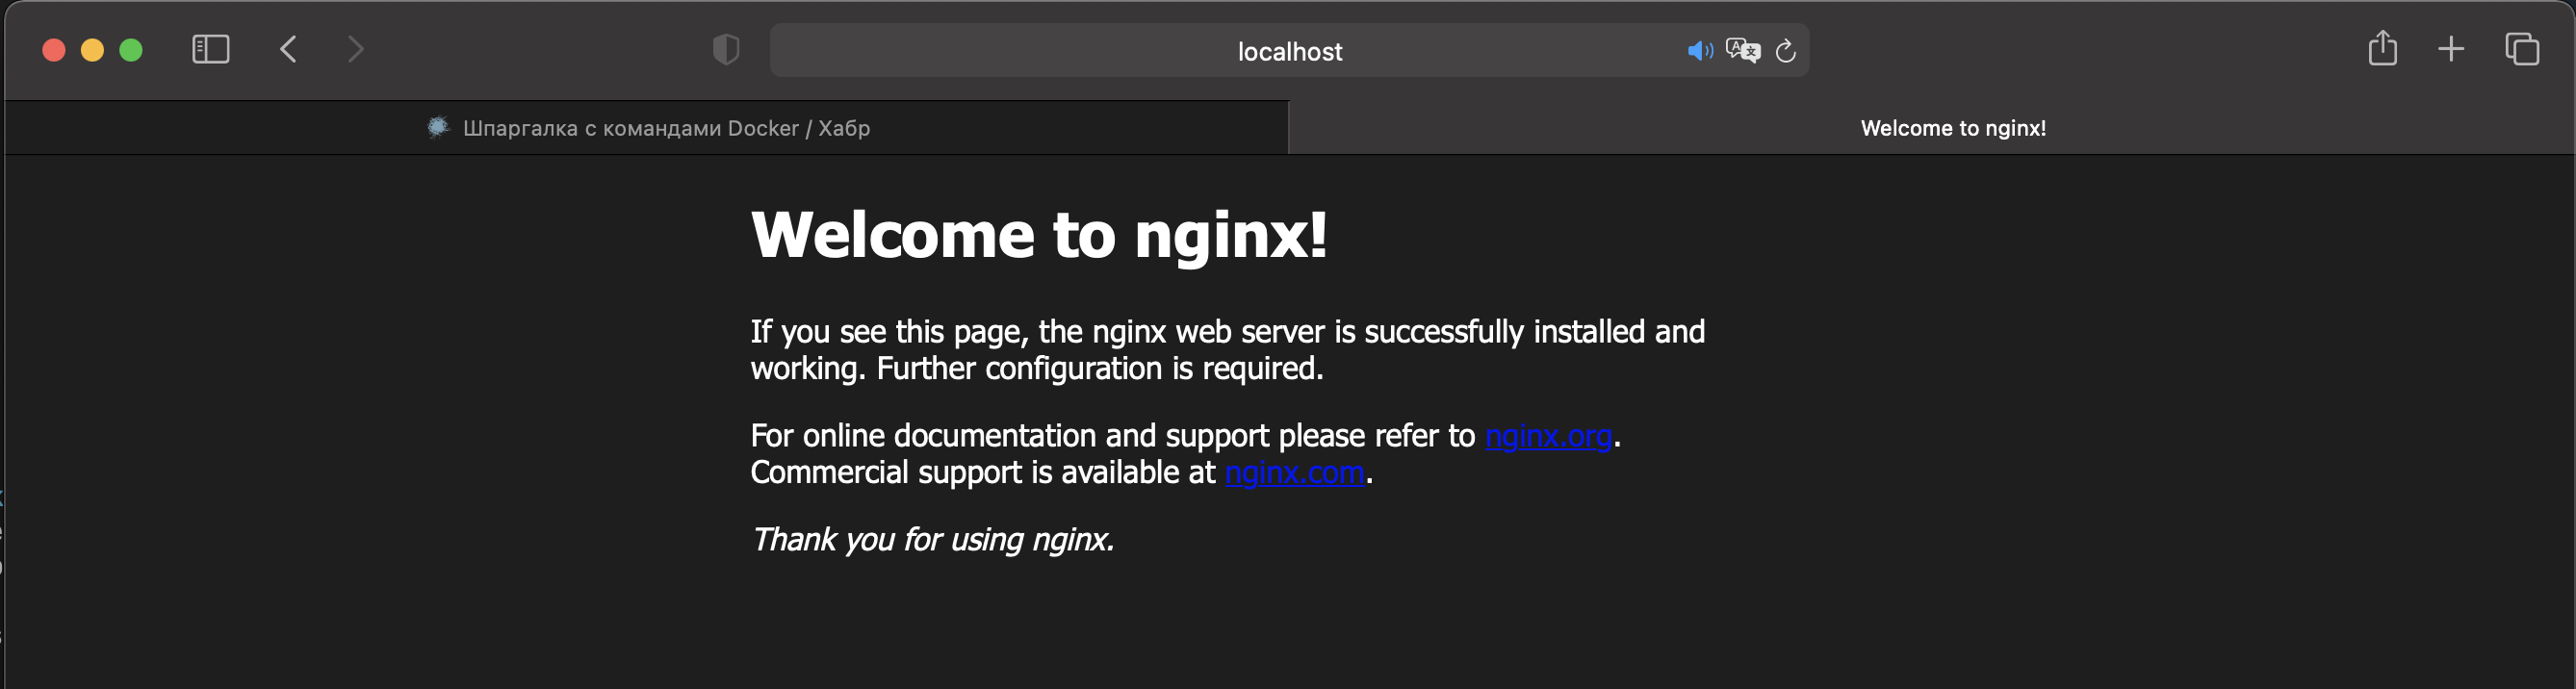 localhost
Шпаргалка с командами Docker / Хабр
Welcome to nginx!
Welcome to nginx!
If you see this page, the nginx web server is successfully installed and
working. Further configuration is required.
For online documentation and support please refer to nginx.org.
Commercial support is available at nginx.com.
Thank you for using nginx.